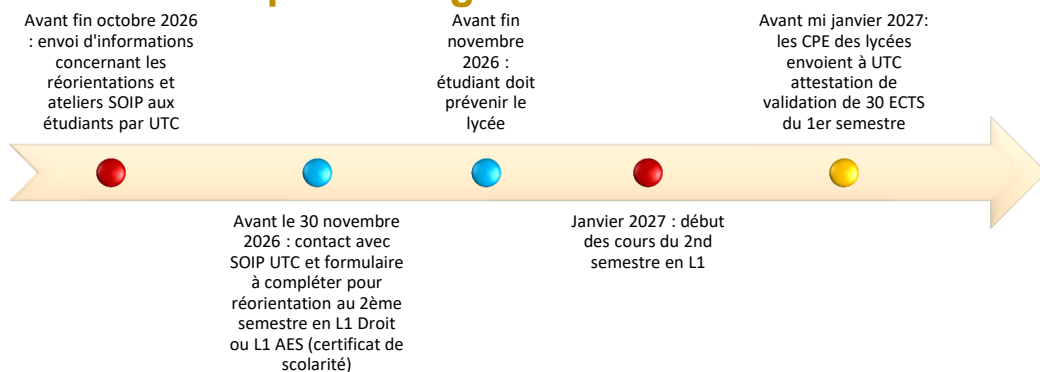 Avant fin octobre 2026
: envoi d'informations
concernant les
réorientations et
ateliers SOIP aux
étudiants par UTC
Avant le 30 novembre
2026 : contact avec
SOIP UTC et formulaire
à compléter pour
réorientation au 2ème
semestre en L1 Droit
ou L1 AES (certificat de
scolarité)
Avant fin
novembre
2026 :
étudiant doit
prévenir le
lycée
Janvier 2027 : début
des cours du 2nd
semestre en L1
Avant mi janvier 2027:
les CPE des lycées
envoient à UTC
attestation de
validation de 30 ECTS
du 1er semestre